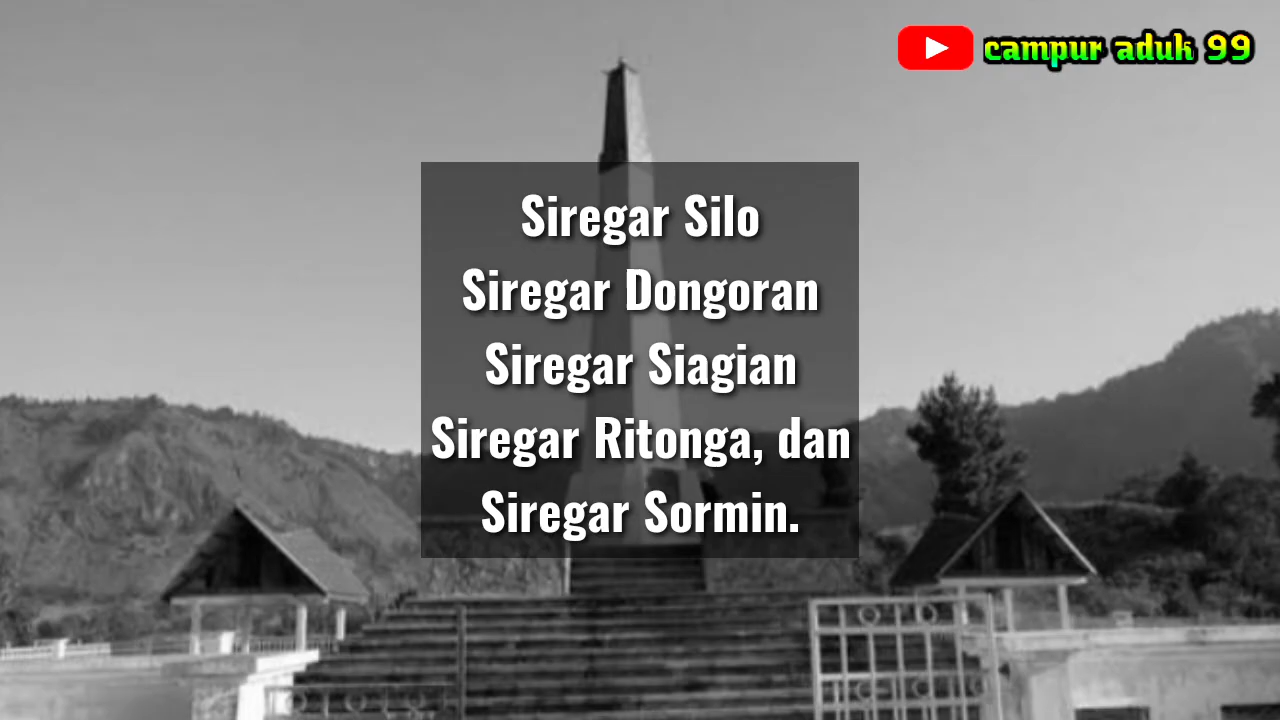 campur aduk 99
Siregar Silo
Siregar Dongoran
Siregar Siagian
Siregar Ritonga, dan
Siregar Sormin.